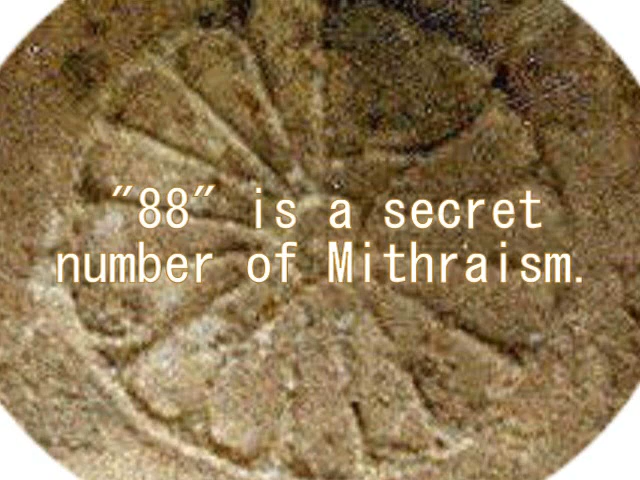 "88" is a secret
number of Mithraism.